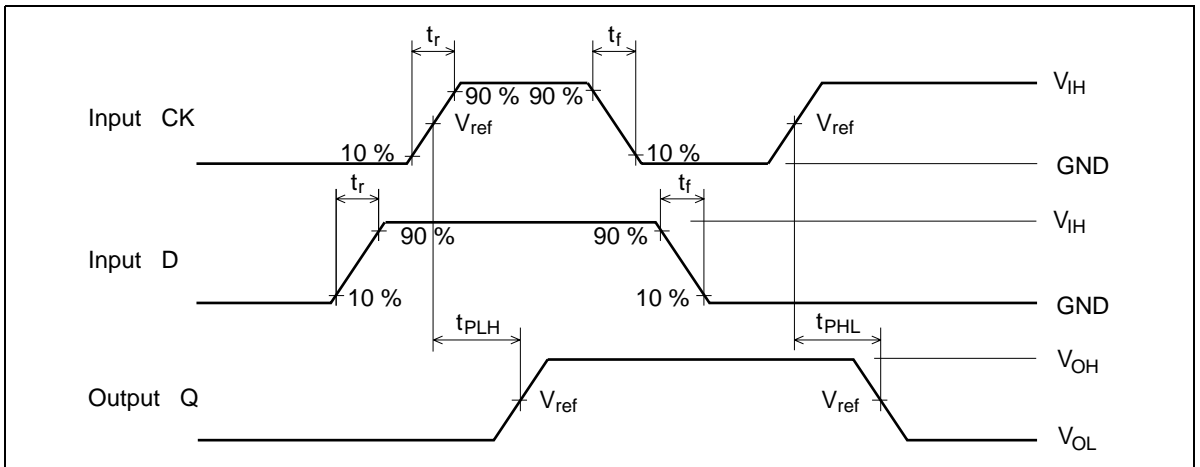 tr tf
Input CK 90 % 90 % VIH
Vref Vref
10 % 10 % GND
tr tf
Input D 90 % 90 % VIH
10 % 10 % GND
tPLH tPHL
Output Q Vref Vref VOH
VOL